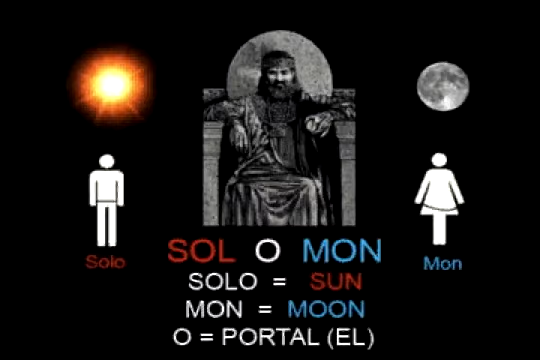 Solo
Mon
SOL O MON
SOLO = SUN
MON = MOON
O = PORTAL (EL)